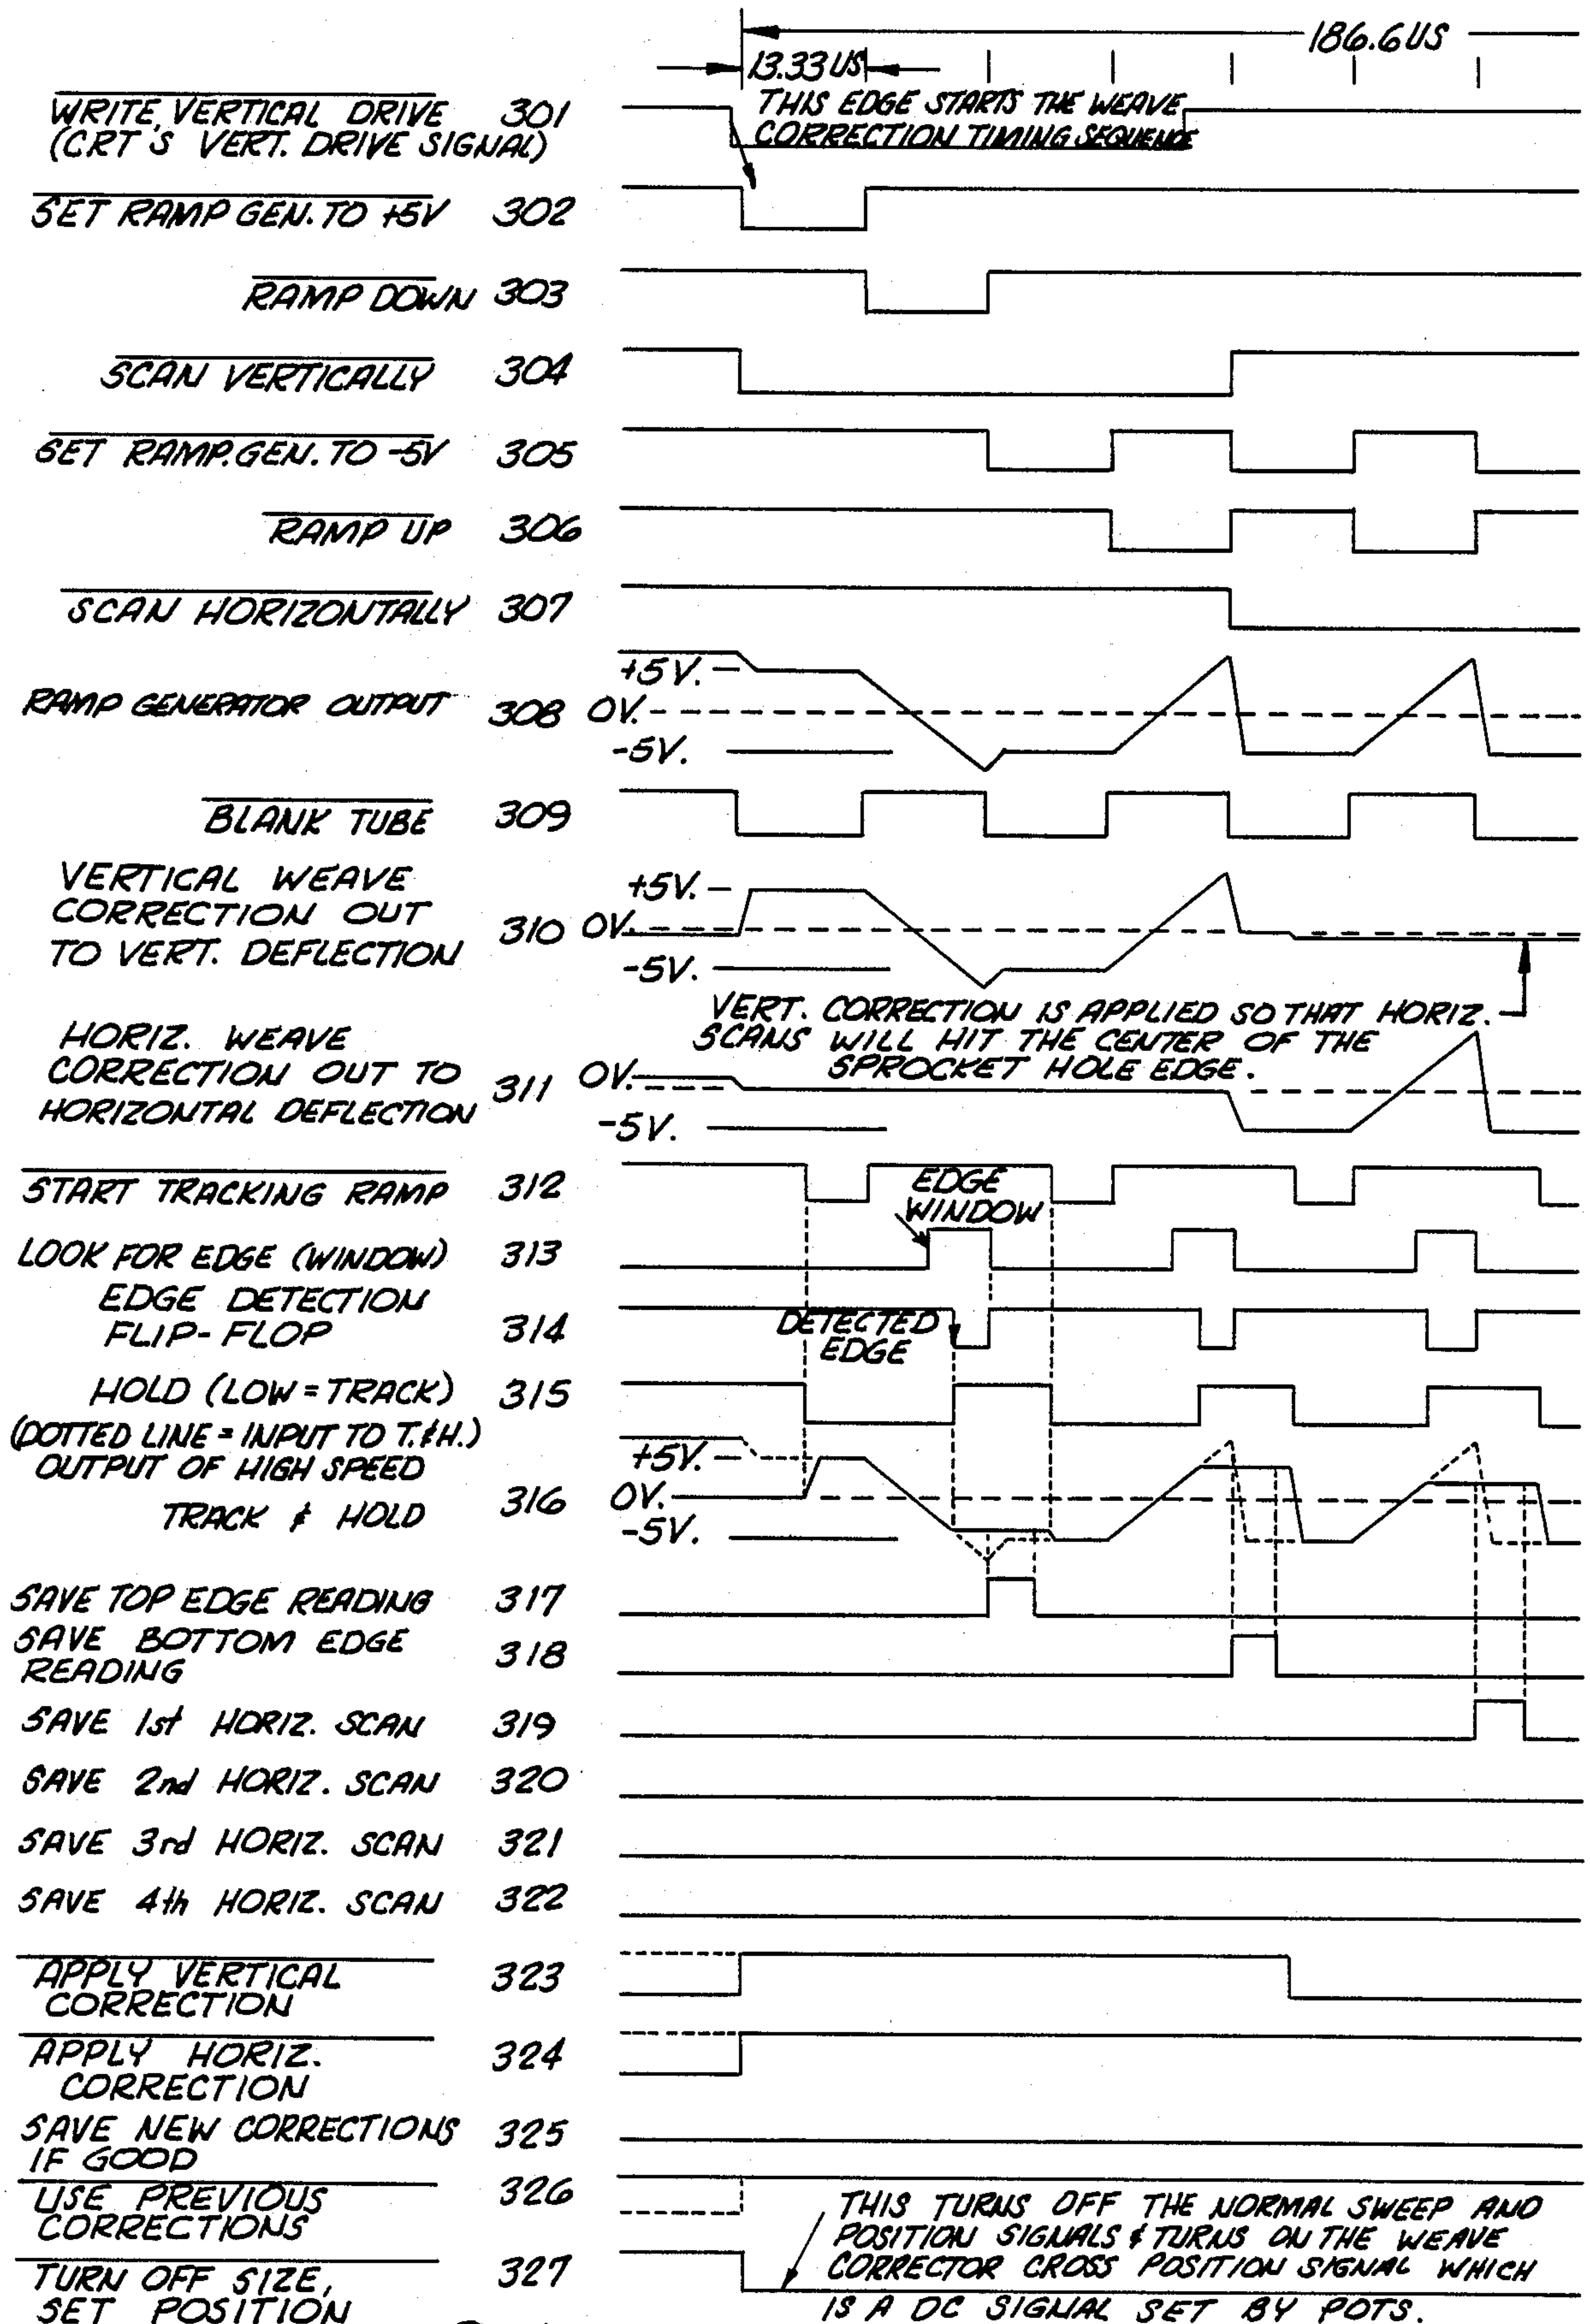 186.6 US
13.33 US
WRITE VERTICAL DRIVE 301
(CRT'S VERT. DRIVE SIGNAL)
THIS EDGE STARTS THE WEAVE
CORRECTION TIMING SEQUENCE
SET RAMP GEN. TO +5V 302
RAMP DOWN 303
SCAN VERTICALLY 304
SET RAMP. GEN. TO -5V 305
RAMP UP 306
SCAN HORIZONTALLY 307
+5V.
RAMP GENERATOR OUTPUT 308 0V.
-5V.
BLANK TUBE 309
VERTICAL WEAVE
CORRECTION OUT
TO VERT. DEFLECTION
310
+5V.
0V.
-5V.
VERT. CORRECTION IS APPLIED SO THAT HORIZ.
SCANS WILL HIT THE CENTER OF THE
SPROCKET HOLE EDGE.
HORIZ. WEAVE
CORRECTION OUT TO
HORIZONTAL DEFLECTION
311
0V.
-5V.
START TRACKING RAMP 312
EDGE
WINDOW
LOOK FOR EDGE (WINDOW) 313
EDGE DETECTION
FLIP-FLOP 314
DETECTED
EDGE
HOLD (LOW = TRACK) 315
(DOTTED LINE = INPUT TO T.&H.)
OUTPUT OF HIGH SPEED
TRACK & HOLD 316
+5V.
0V.
-5V.
SAVE TOP EDGE READING 317
SAVE BOTTOM EDGE
READING
318
SAVE 1st HORIZ. SCAN 319
SAVE 2nd HORIZ. SCAN 320
SAVE 3rd HORIZ. SCAN 321
SAVE 4th HORIZ. SCAN 322
APPLY VERTICAL
CORRECTION
323
APPLY HORIZ.
CORRECTION
324
SAVE NEW CORRECTIONS
IF GOOD
325
USE PREVIOUS
CORRECTIONS
326
TURN OFF SIZE,
SET POSITION
327
THIS TURNS OFF THE NORMAL SWEEP AND
POSITION SIGNALS & TURNS ON THE WEAVE
CORRECTOR CROSS POSITION SIGNAL WHICH
IS A DC SIGNAL SET BY POTS.